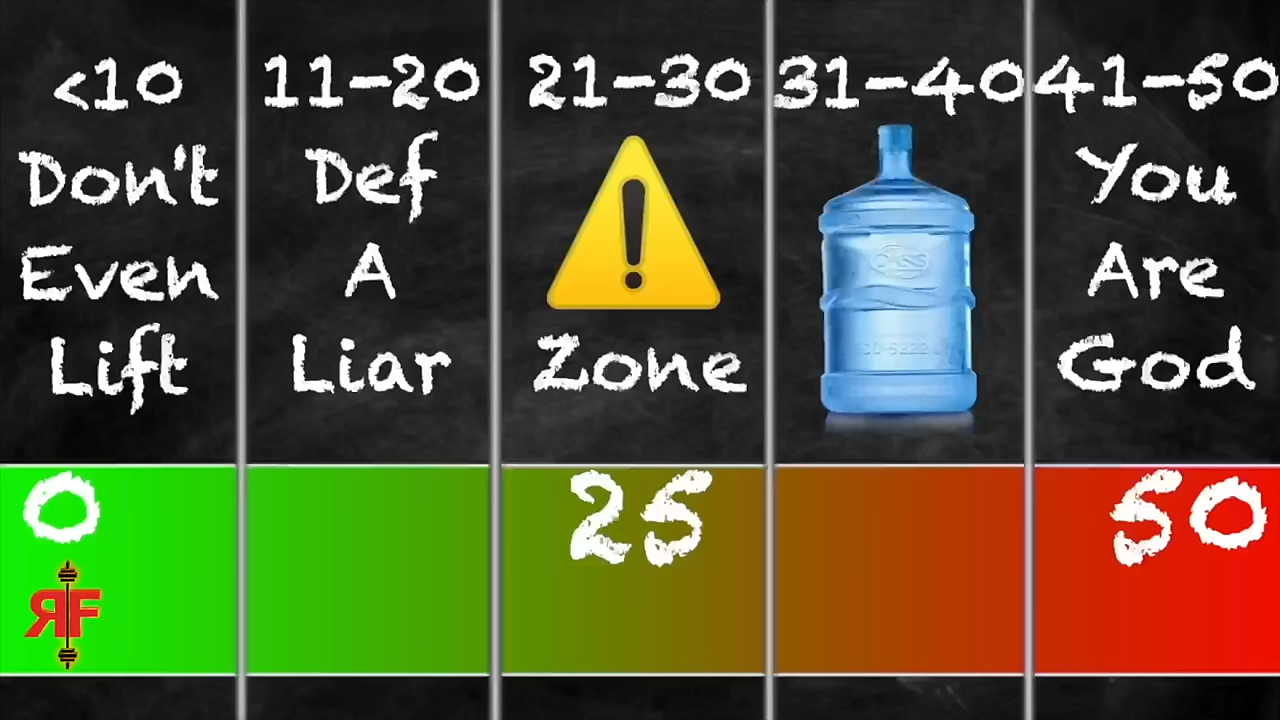 <10
Don't
Even
Lift
11-20
Def
A
Liar
21-30
Zone
31-40
41-50
You
Are
God
0
25
50
RF